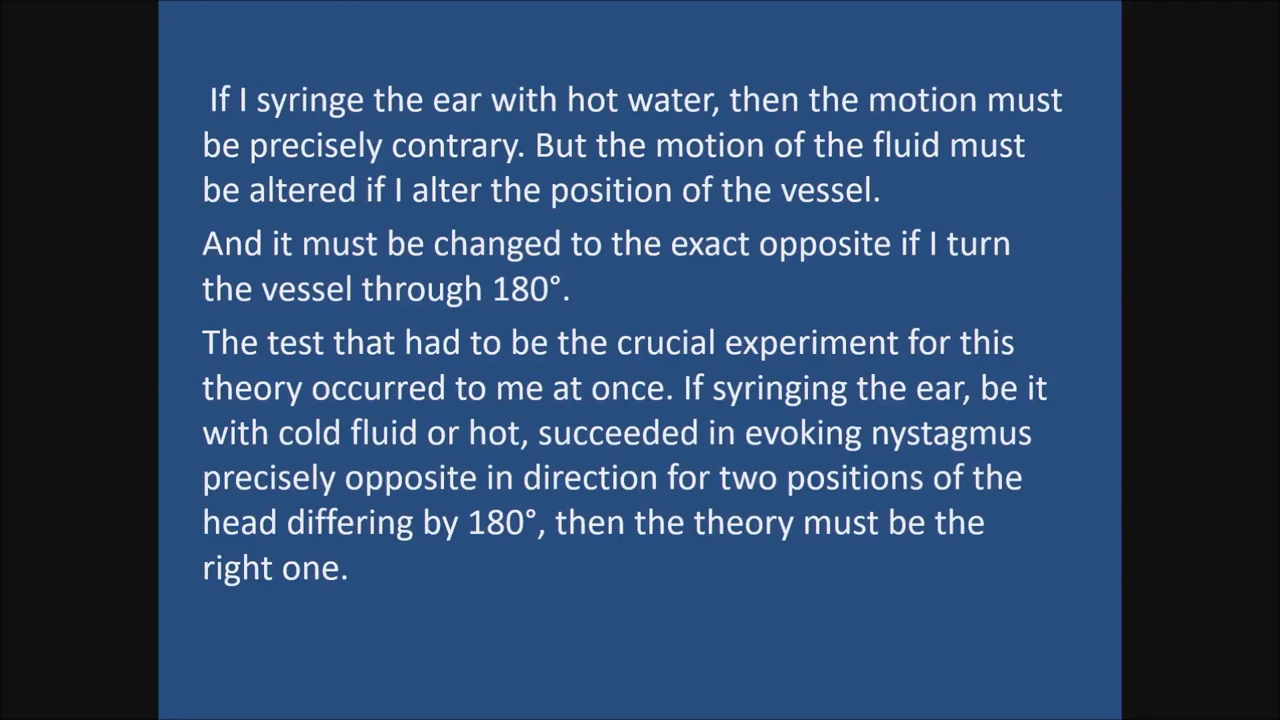 If I syringe the ear with hot water, then the motion must
be precisely contrary. But the motion of the fluid must
be altered if I alter the position of the vessel.
And it must be changed to the exact opposite if I turn
the vessel through 180°.
The test that had to be the crucial experiment for this
theory occurred to me at once. If syringing the ear, be it
with cold fluid or hot, succeeded in evoking nystagmus
precisely opposite in direction for two positions of the
head differing by 180°, then the theory must be the
right one.